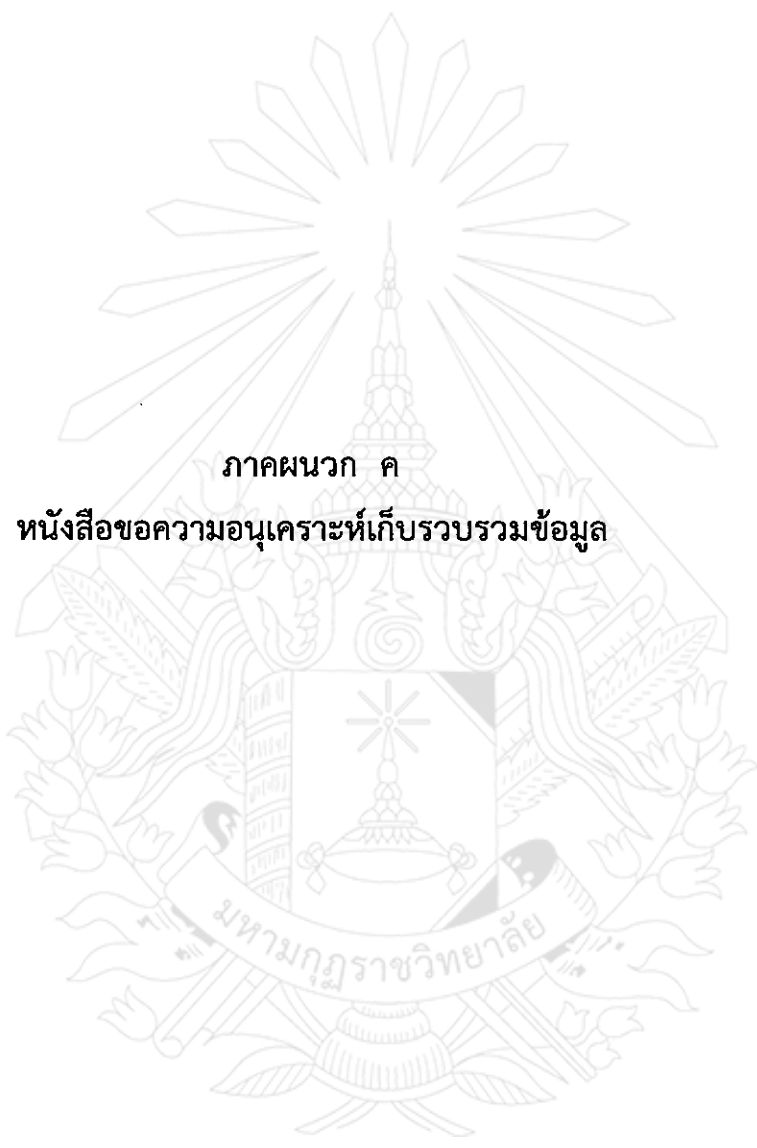 ภาคผนวก ค
หนังสือขอความอนุเคราะห์เก็บรวบรวมข้อมูล
มหามกุฏราชวิทยาลัย